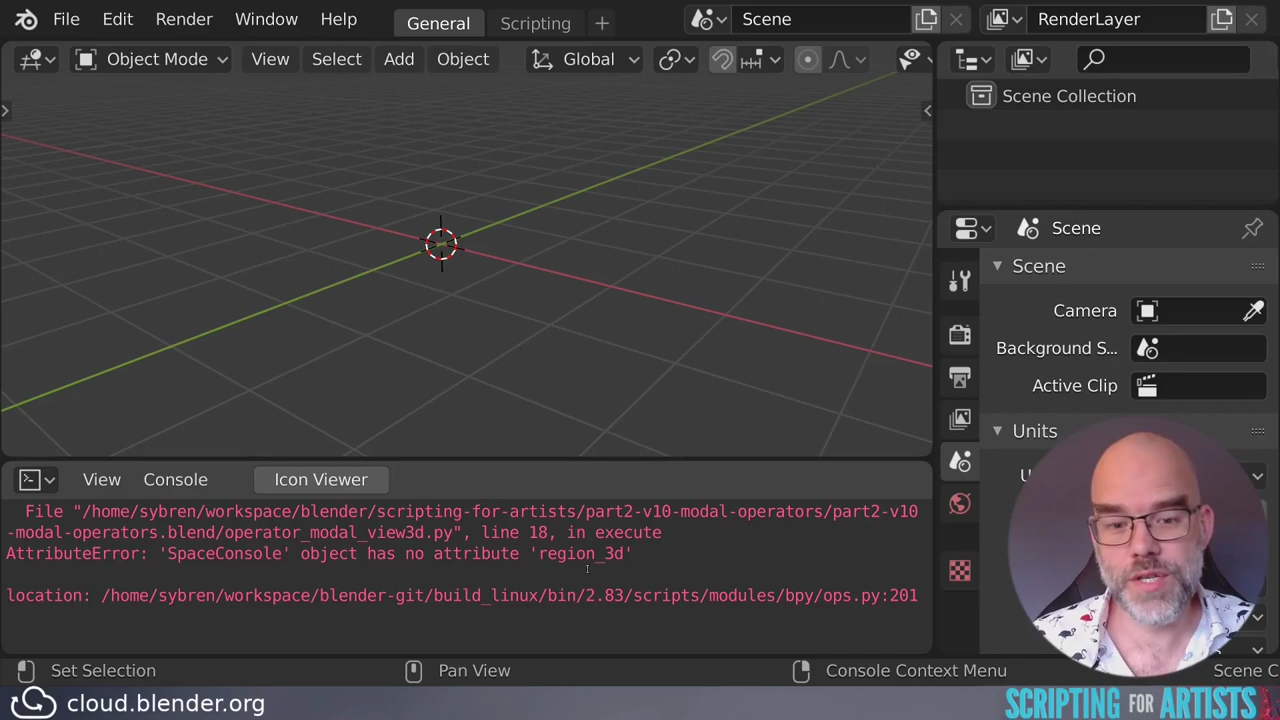 File Edit Render Window Help General Scripting Scene RenderLayer
Object Mode View Select Add Object Global
Scene Collection
Scene
Scene
Camera
Background S...
Active Clip
Units
View Console Icon Viewer
File "/home/sybren/workspace/blender/scripting-for-artists/part2-v10-modal-operators/part2-v10
-modal-operators.blend/operator_modal_view3d.py", line 18, in execute
AttributeError: 'SpaceConsole' object has no attribute 'region_3d'
location: /home/sybren/workspace/blender-git/build_linux/bin/2.83/scripts/modules/bpy/ops.py:201
Set Selection Pan View Console Context Menu Scene C
cloud.blender.org
SCRIPTING FOR ARTISTS